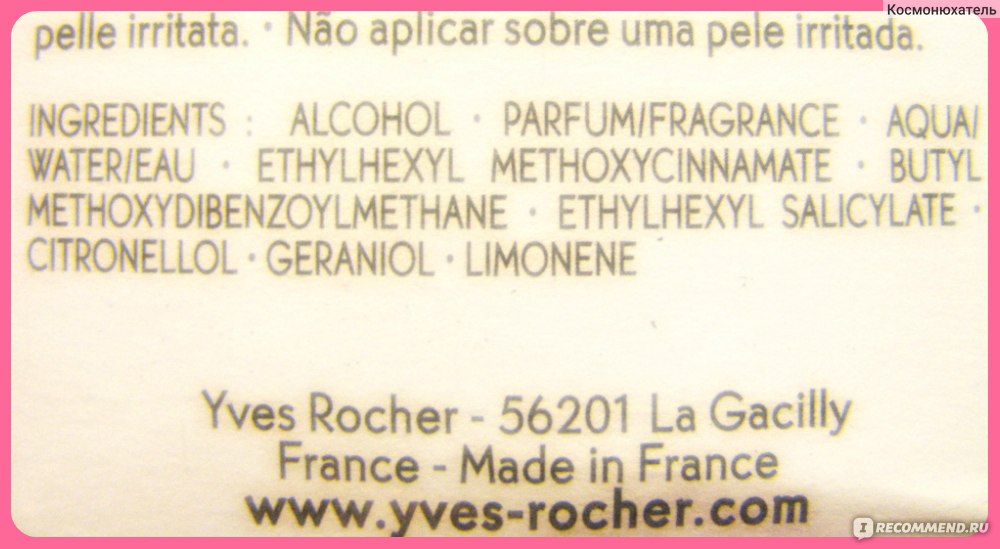 Космонюхатель
pelle irritata. · Não aplicar sobre uma pele irritada.
INGREDIENTS : ALCOHOL · PARFUM/FRAGRANCE · AQUA/
WATER/EAU · ETHYLHEXYL METHOXYCINNAMATE · BUTYL
METHOXYDIBENZOYLMETHANE · ETHYLHEXYL SALICYLATE ·
CITRONELLOL · GERANIOL · LIMONENE
Yves Rocher - 56201 La Gacilly
France - Made in France
www.yves-rocher.com
IRECOMMEND.RU